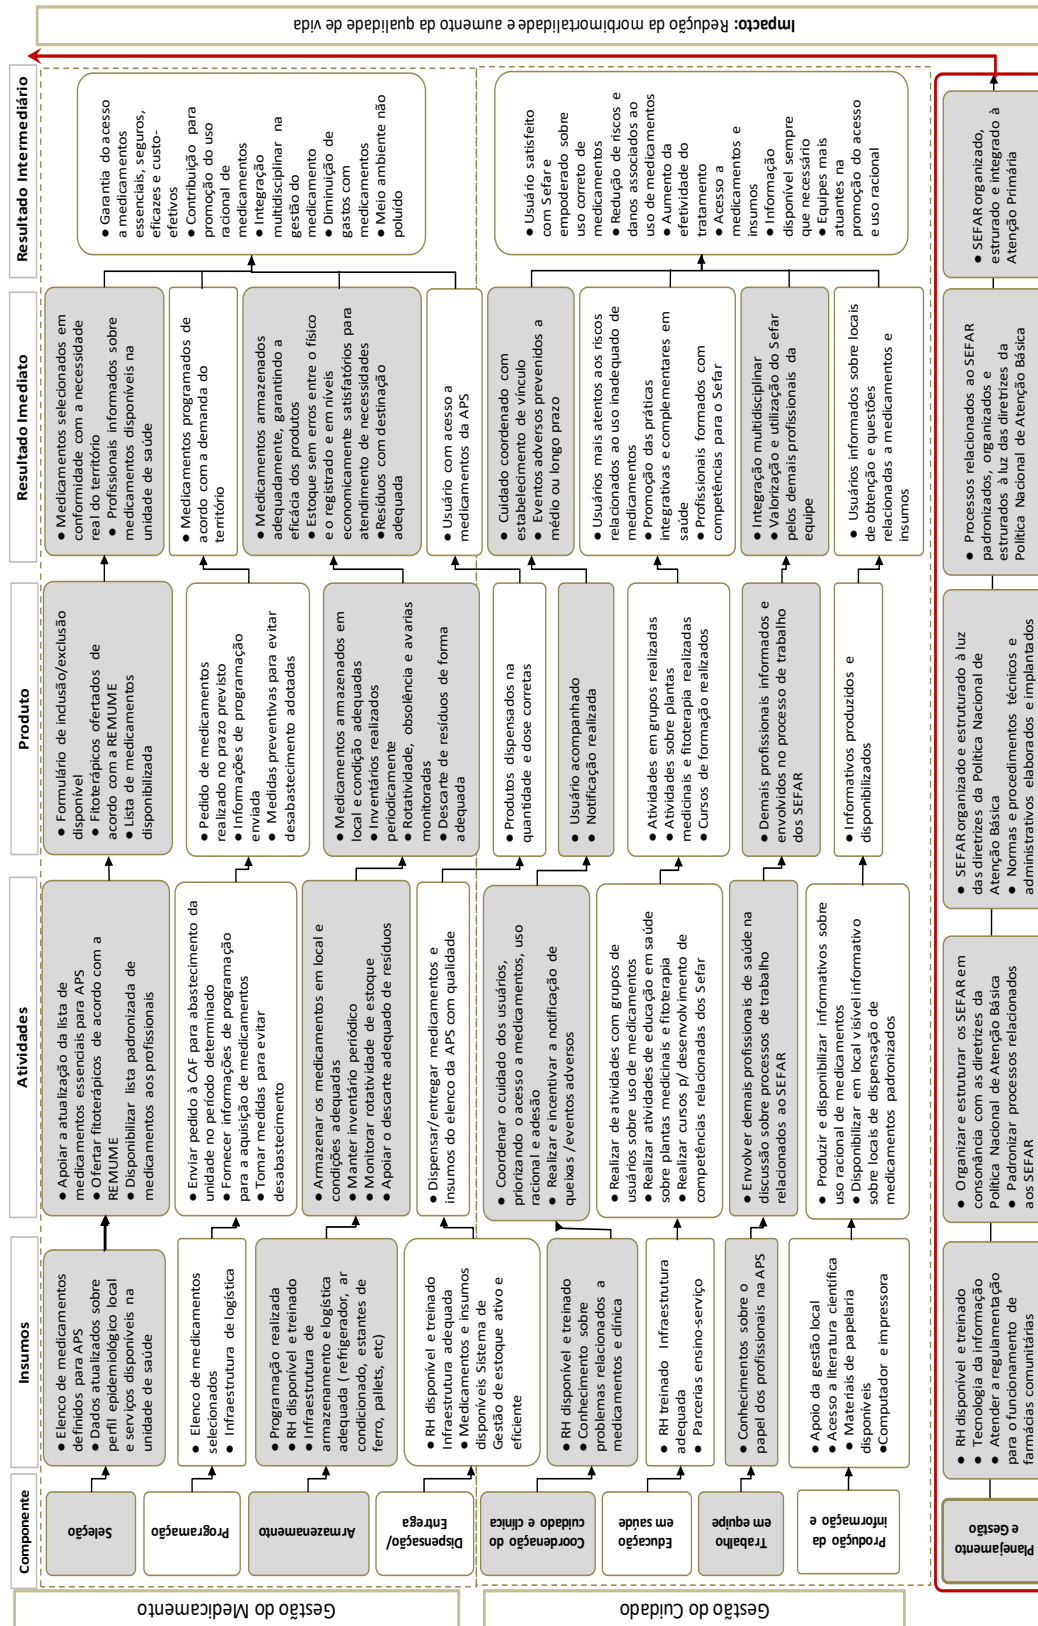 Componente
Insumos
Atividades
Produto
Resultado Imediato
Resultado Intermediário
Gestão do Medicamento
Seleção
● Elenco de medicamentos
definidos para APS
● Dados atualizados sobre
perfil epidemiológico local
e serviços disponíveis na
unidade de saúde
● Apoiar a atualização da lista de
medicamentos essenciais para APS
● Ofertar fitoterápicos de acordo com a
REMUME
● Disponibilizar lista padronizada de
medicamentos aos profissionais
● Formulário de inclusão/exclusão
disponível
● Fitoterápicos ofertados de
acordo com a REMUME
● Lista de medicamentos
disponibilizada
● Medicamentos selecionados em
conformidade com a necessidade
real do território
● Profissionais informados sobre
medicamentos disponíveis na
unidade de saúde
Programação
● Elenco de medicamentos
selecionados
● Infraestrutura de logística
● Enviar pedido à CAF para abastecimento da
unidade no período determinado
● Fornecer informações de programação
para a aquisição de medicamentos
● Tomar medidas para evitar
desabastecimento
● Pedido de medicamentos
realizado no prazo previsto
● Informações de programação
enviada
● Medidas preventivas para evitar
desabastecimento adotadas
● Medicamentos programados de
acordo com a demanda do
território
Armazenamento
● Programação realizada
● RH disponível e treinado
● Infraestrutura de
armazenamento e logística
adequada ( refrigerador, ar
condicionado, estantes de
ferro, pallets, etc)
● Armazenar os medicamentos em local e
condições adequadas
● Manter inventário periódico
● Monitorar rotatividade de estoque
● Apoiar o descarte adequado de resíduos
● Medicamentos armazenados em
local e condição adequadas
● Inventários realizados
periodicamente
● Rotatividade, obsolência e avarias
monitoradas
● Descarte de resíduos de forma
adequada
● Medicamentos armazenados
adequadamente, garantindo a
eficácia dos produtos
● Estoque sem erros entre o físico
e o registrado e em níveis
economicamente satisfatórios para
atendimento de necessidades
● Resíduos com destinação
adequada
Dispensação/
Entrega
● RH disponível e treinado
Infraestrutura adequada
● Medicamentos e insumos
disponíveis Sistema de
Gestão de estoque ativo e
eficiente
● Dispensar/entregar medicamentos e
insumos do elenco da APS com qualidade
● Produtos dispensados na
quantidade e dose corretas
● Usuário com acesso a
medicamentos da APS
● Garantia do acesso
a medicamentos
essenciais, seguros,
eficazes e custo-
efetivos
● Contribuição para
promoção do uso
racional de
medicamentos
● Integração
multidisciplinar na
gestão do
medicamento
● Diminuição de
gastos com
medicamentos
● Meio ambiente não
poluído
Gestão do Cuidado
Coordenação do
cuidado e clínica
● RH disponível e treinado
● Conhecimento sobre
problemas relacionados a
medicamentos e clínica
● Coordenar o cuidado dos usuários,
priorizando o acesso a medicamentos, uso
racional e adesão
● Realizar e incentivar a notificação de
queixas /eventos adversos
● Usuário acompanhado
● Notificação realizada
● Cuidado coordenado com
estabelecimento de vínculo
● Eventos adversos prevenidos a
médio ou longo prazo
Educação
em saúde
● RH treinado Infraestrutura
adequada
● Parcerias ensino-serviço
● Realizar de atividades com grupos de
usuários sobre uso de medicamentos
● Realizar atividades de educação em saúde
sobre plantas medicinais e fitoterapia
● Realizar cursos p/ desenvolvimento de
competências relacionadas dos Sefar
● Atividades em grupos realizadas
● Atividades sobre plantas
medicinais e fitoterapia realizadas
● Cursos de formação realizados
● Usuários mais atentos aos riscos
relacionados ao uso inadequado de
medicamentos
● Promoção das práticas
integrativas e complementares em
saúde
● Profissionais formados com
competências para o Sefar
Trabalho
em equipe
● Conhecimentos sobre o
papel dos profissionais na APS
● Envolver demais profissionais de saúde na
discussão sobre processos de trabalho
relacionados ao SEFAR
● Demais profissionais informados e
envolvidos no processo de trabalho
dos SEFAR
● Integração multidisciplinar
● Valorização e utilização do Sefar
pelos demais profissionais da
equipe
Produção e
informação
● Apoio da gestão local
● Acesso a literatura científica
● Materiais de papelaria
disponíveis
●Computador e impressora
● Produzir e disponibilizar informativos sobre
uso racional de medicamentos
● Disponibilizar em local visível informativo
sobre locais de dispensação de
medicamentos padronizados
● Informativos produzidos e
disponibilizados
● Usuários informados sobre locais
de obtenção e questões
relacionadas a medicamentos e
insumos
● Usuário satisfeito
com Sefar e
empoderado sobre
uso correto de
medicamentos
● Redução de riscos e
danos associados ao
uso de medicamentos
● Aumento da
efetividade do
tratamento
● Acesso a
medicamentos e
insumos
● Informação
disponível sempre
que necessário
● Equipes mais
atuantes na
promoção do acesso
e uso racional
Planejamento
e Gestão
● RH disponível e treinado
● Tecnologia da informação
● Atender a regulamentação
para o funcionamento de
farmácias comunitárias
● Organizar e estruturar os SEFAR em
consonância com as diretrizes da
Política Nacional de Atenção Básica
● Padronizar processos relacionados
aos SEFAR
● SEFAR organizado e estruturado à luz
das diretrizes da Política Nacional de
Atenção Básica
● Normas e procedimentos técnicos e
administrativos elaborados e implantados
● Processos relacionados ao SEFAR
padronizados, organizados e
estrurados à luz das diretrizes da
Política Nacional de Atenção Básica
● SEFAR organizado,
estrurado e integrado à
Atenção Primária
Impacto: Redução da morbimortalidade e aumento da qualidade de vida